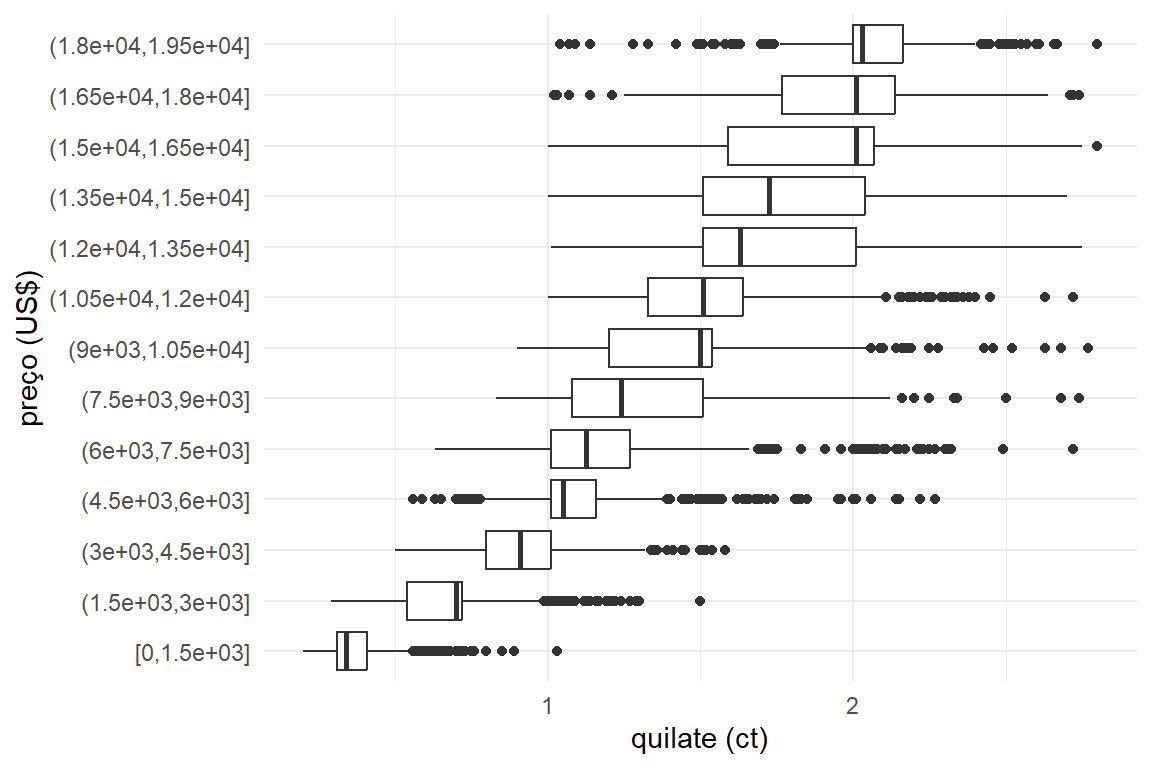 (1.8e+04,1.95e+04]
(1.65e+04,1.8e+04]
(1.5e+04,1.65e+04]
(1.35e+04,1.5e+04]
(1.2e+04,1.35e+04]
(1.05e+04,1.2e+04]
(9e+03,1.05e+04]
(7.5e+03,9e+03]
(6e+03,7.5e+03]
(4.5e+03,6e+03]
(3e+03,4.5e+03]
(1.5e+03,3e+03]
[0,1.5e+03]
preço (US$)
1 2
quilate (ct)